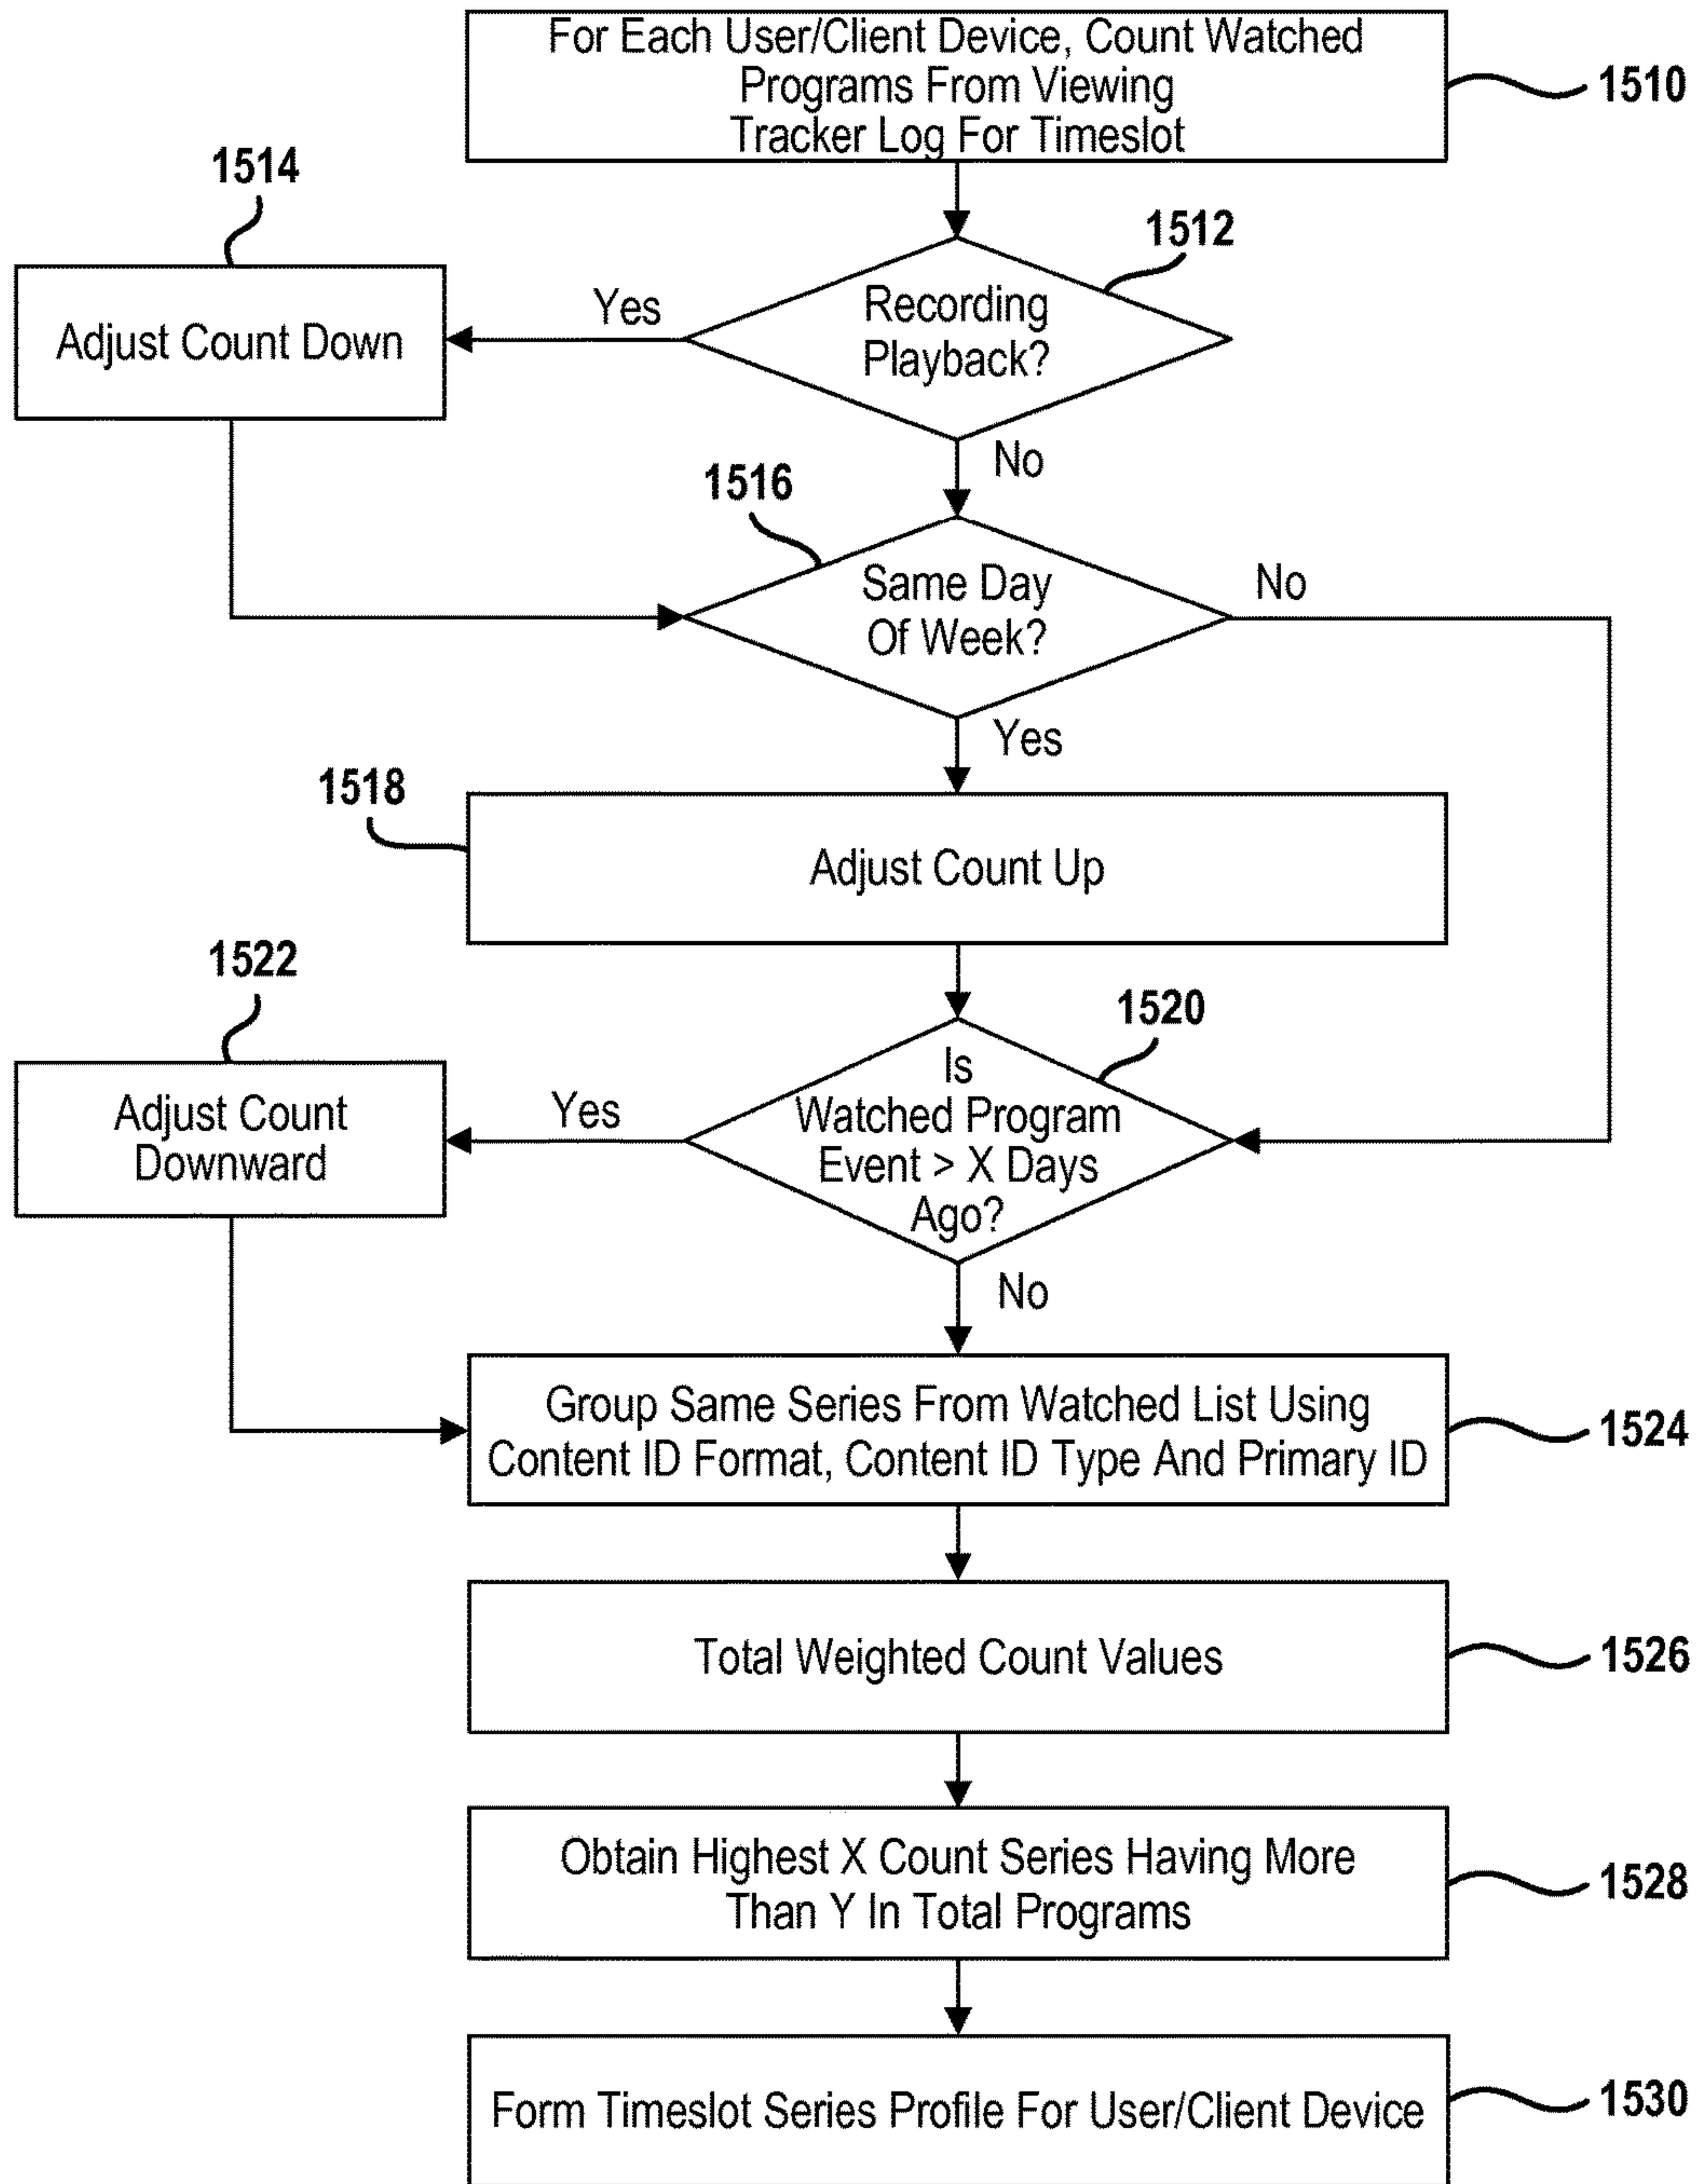 For Each User/Client Device, Count Watched
Programs From Viewing
Tracker Log For Timeslot
1510
1514
1512
Adjust Count Down
Yes
Recording
Playback?
No
1516
Same Day
Of Week?
No
Yes
1518
Adjust Count Up
1522
1520
Adjust Count
Downward
Yes
Is
Watched Program
Event > X Days
Ago?
No
Group Same Series From Watched List Using
Content ID Format, Content ID Type And Primary ID
1524
Total Weighted Count Values
1526
Obtain Highest X Count Series Having More
Than Y In Total Programs
1528
Form Timeslot Series Profile For User/Client Device
1530